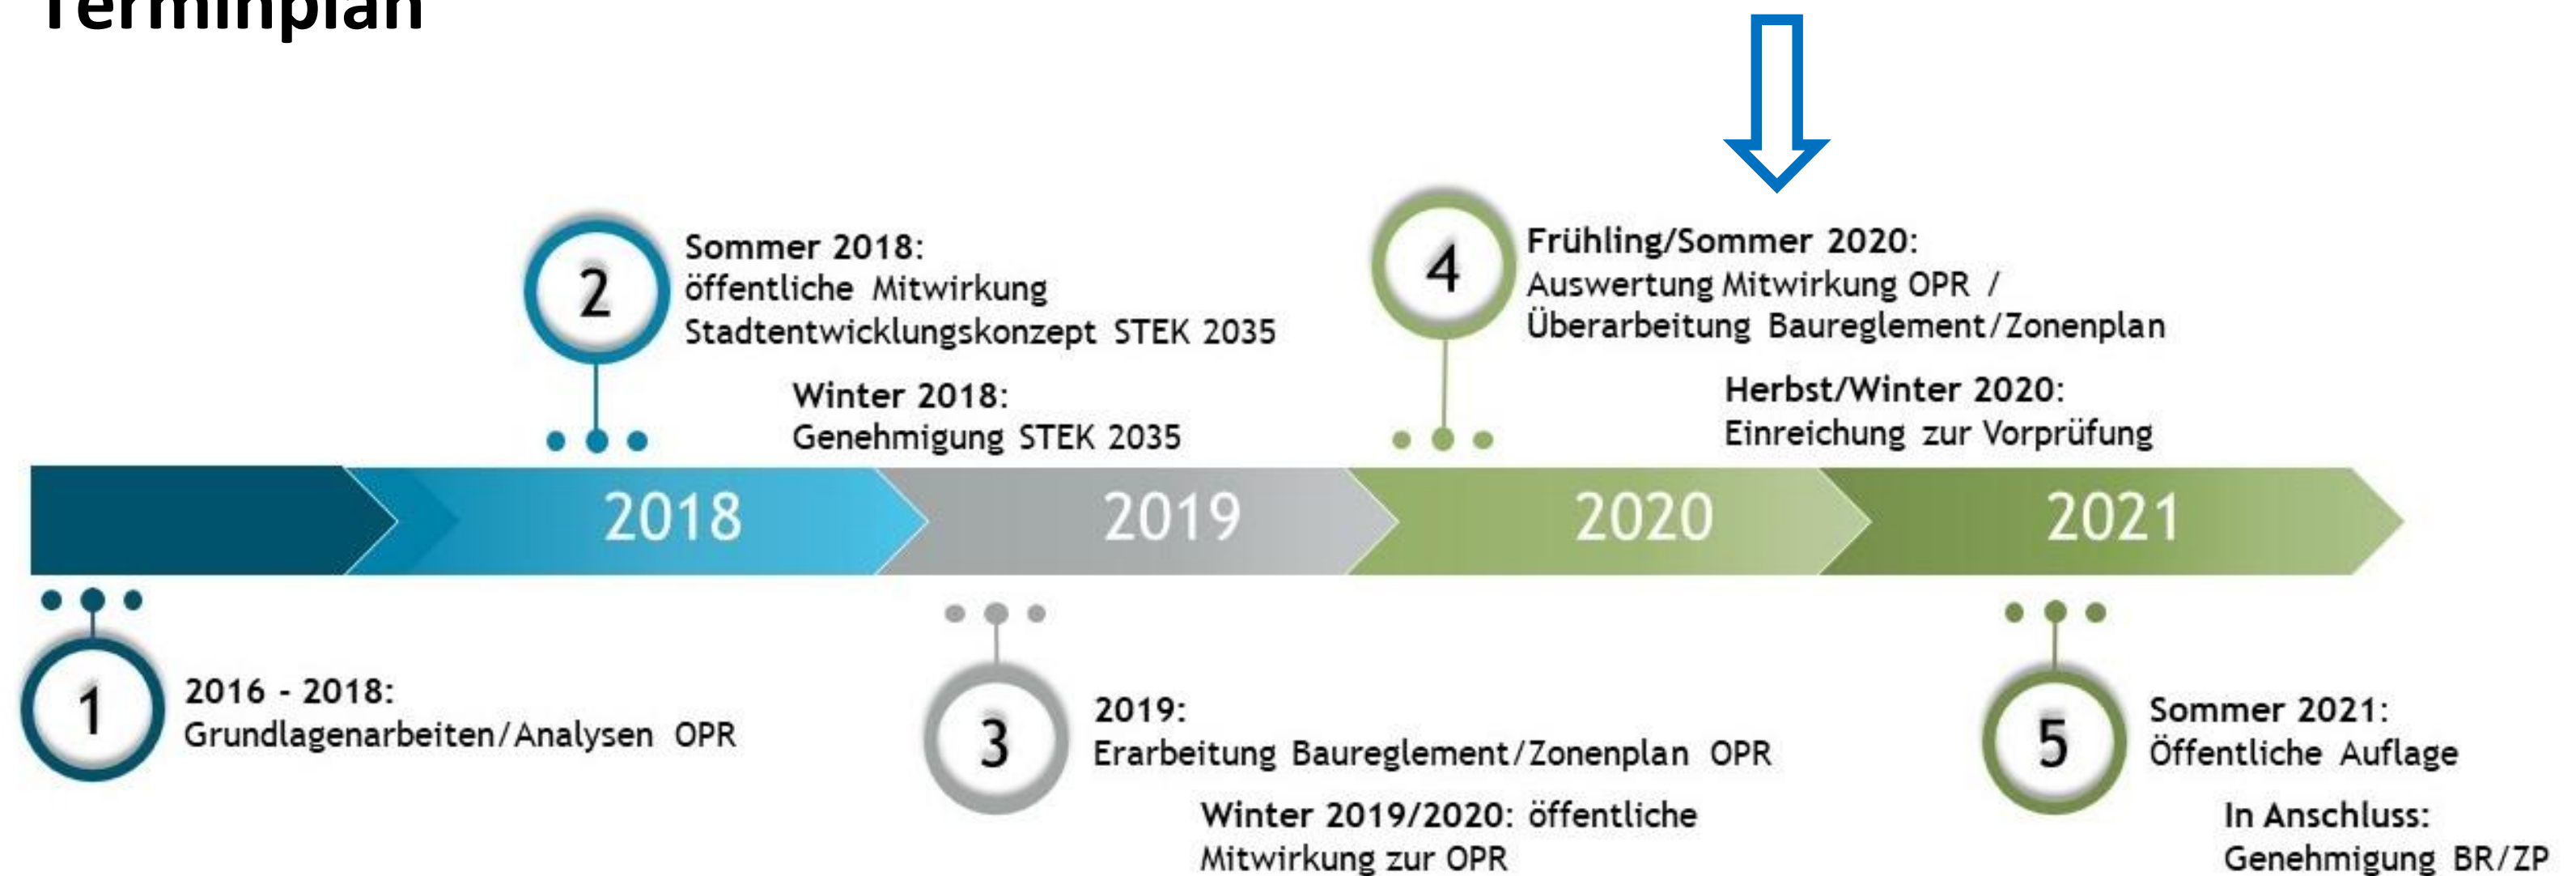 Terminplan
2
Sommer 2018:
öffentliche Mitwirkung
Stadtentwicklungskonzept STEK 2035
Winter 2018:
Genehmigung STEK 2035
4
Frühling/Sommer 2020:
Auswertung Mitwirkung OPR /
Überarbeitung Baureglement/Zonenplan
Herbst/Winter 2020:
Einreichung zur Vorprüfung
2018
2019
2020
2021
1
2016 - 2018:
Grundlagenarbeiten/Analysen OPR
3
2019:
Erarbeitung Baureglement/Zonenplan OPR
Winter 2019/2020: öffentliche
Mitwirkung zur OPR
5
Sommer 2021:
Öffentliche Auflage
In Anschluss:
Genehmigung BR/ZP